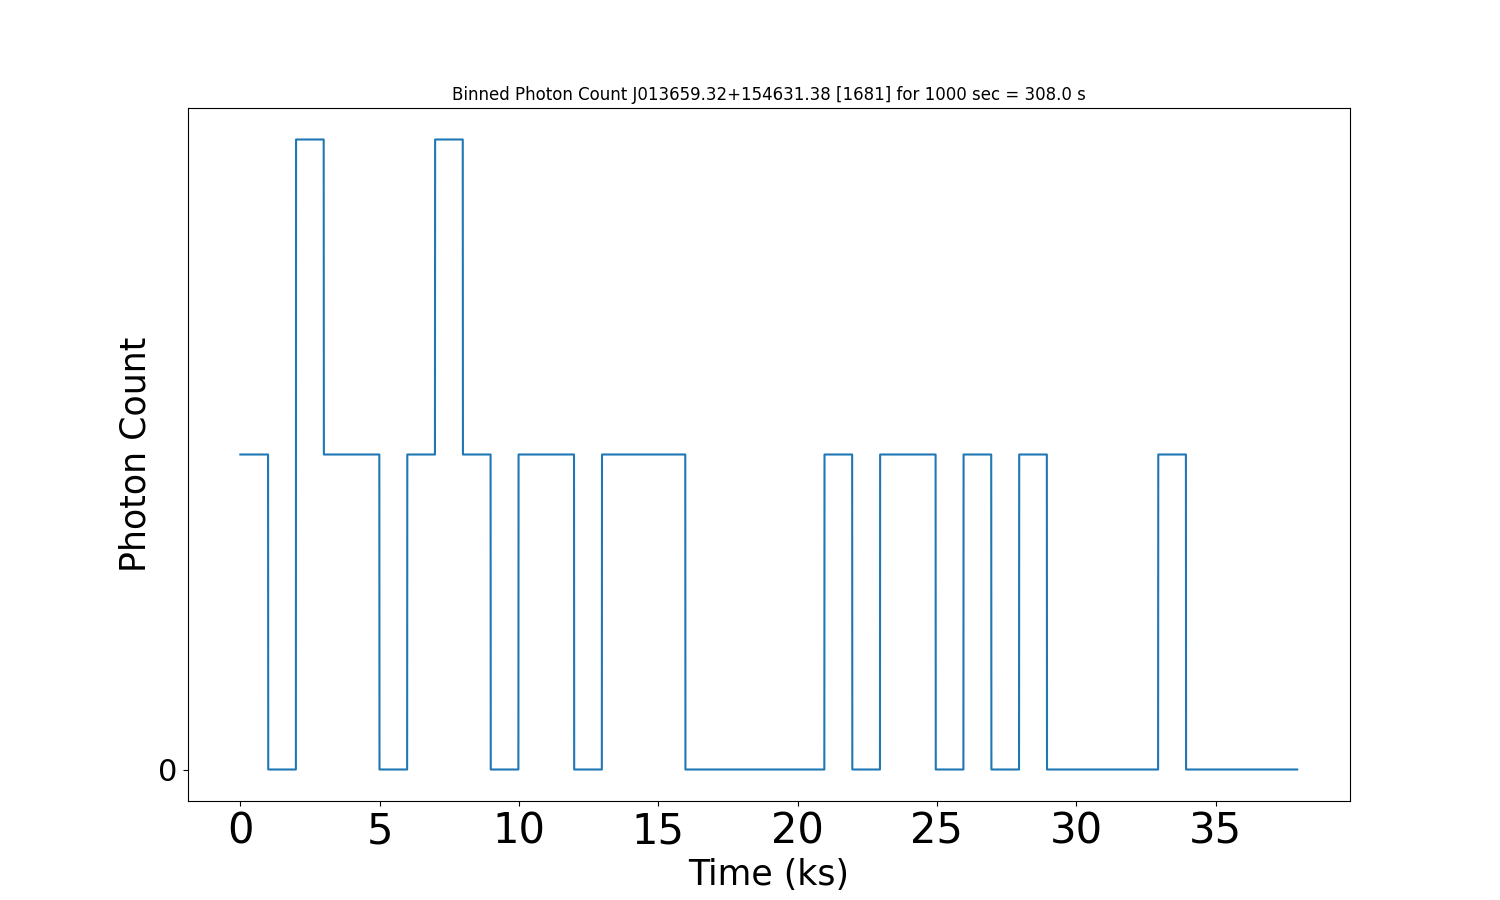 Binned Photon Count J013659.32+154631.38 [1681] for 1000 sec = 308.0 s
Photon Count
0
0 5 10 15 20 25 30 35
Time (ks)